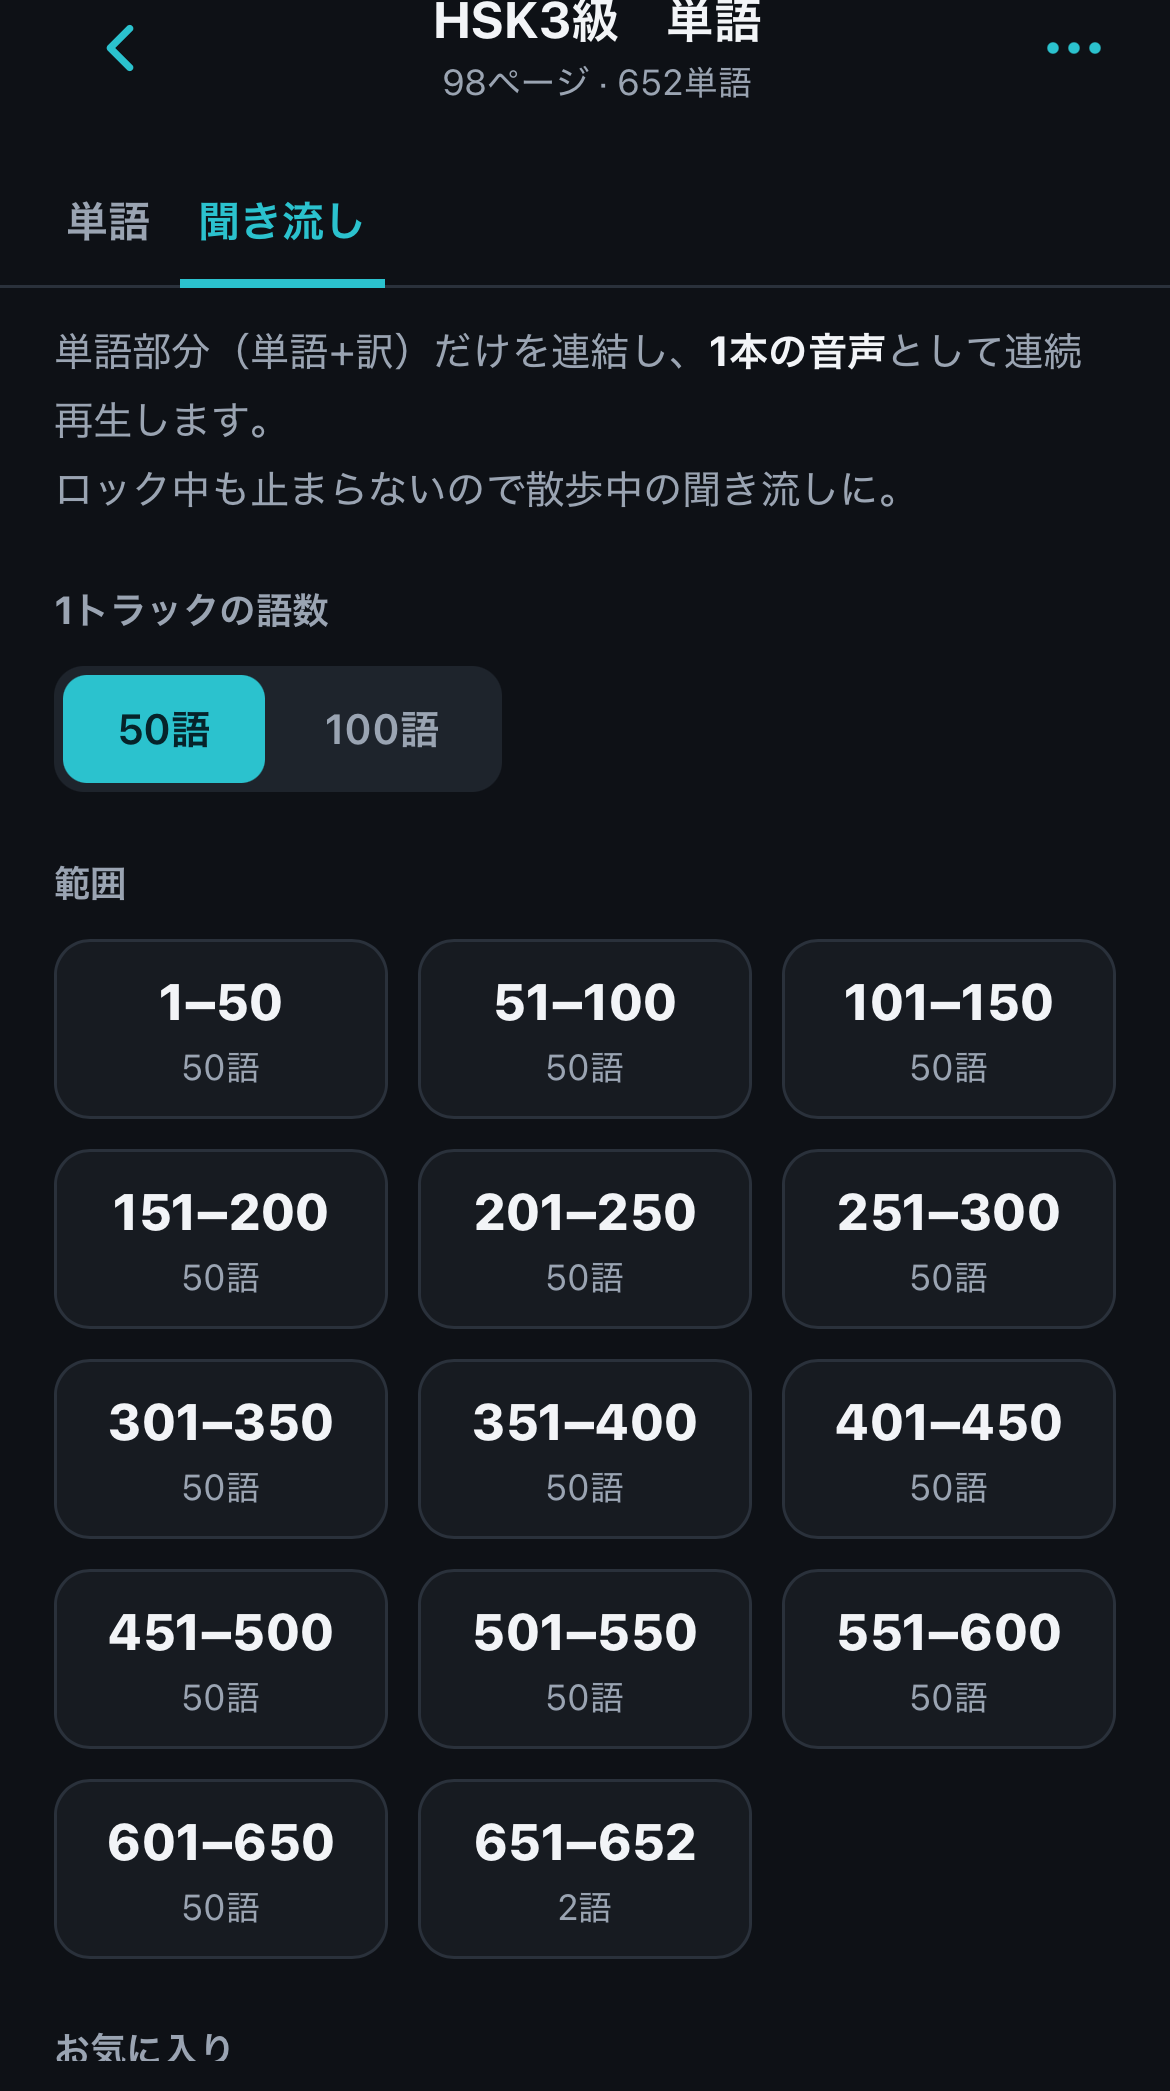 HSK3級　単語
98ページ · 652単語
単語 聞き流し
単語部分（単語+訳）だけを連結し、1本の音声として連続
再生します。
ロック中も止まらないので散歩中の聞き流しに。
1トラックの語数
50語 100語
範囲
1–50 51–100 101–150
50語 50語 50語
151–200 201–250 251–300
50語 50語 50語
301–350 351–400 401–450
50語 50語 50語
451–500 501–550 551–600
50語 50語 50語
601–650 651–652
50語 2語
お気に入り